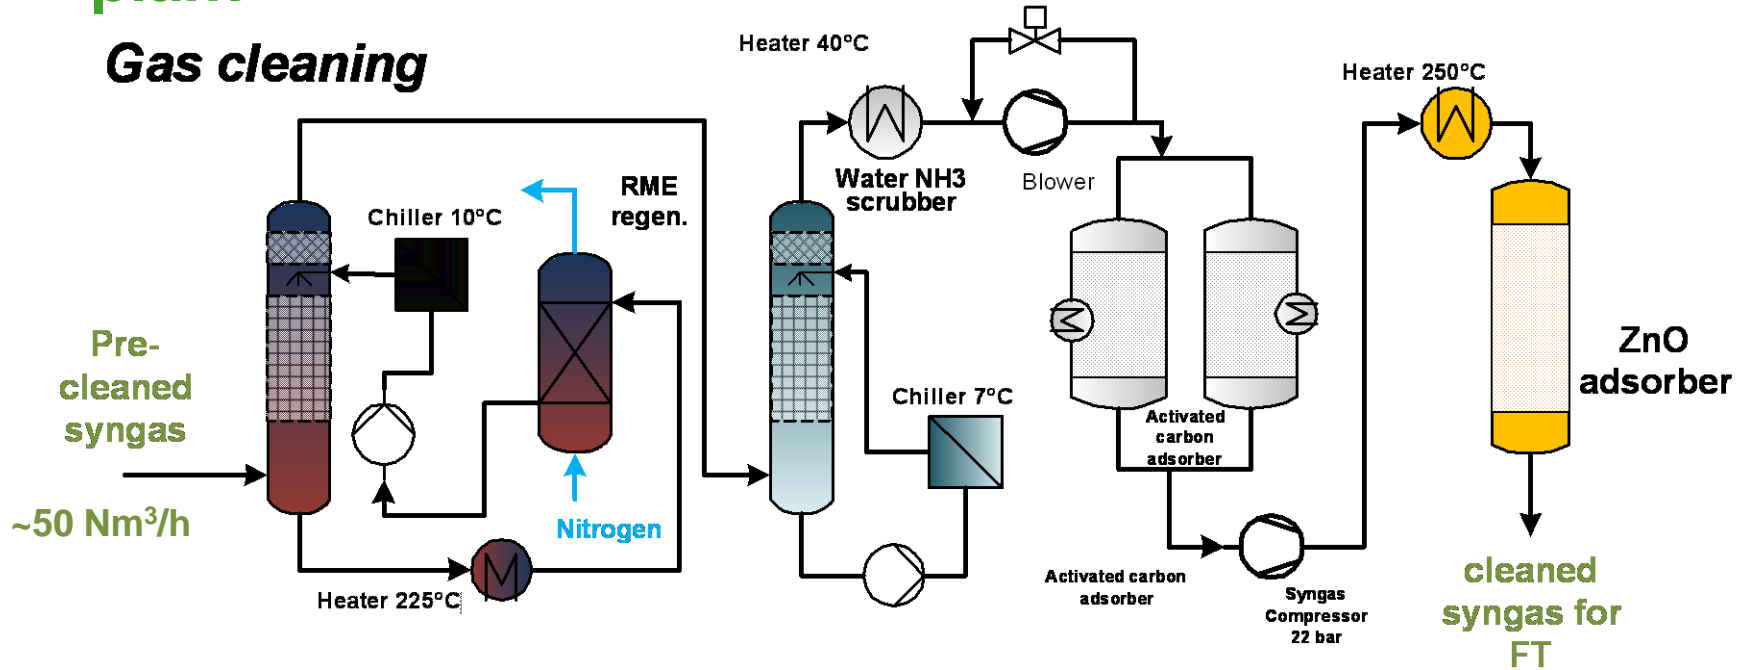 plant
Gas cleaning
Heater 40°C
Heater 250°C
RME
regen.
Chiller 10°C
Water NH3
scrubber
Blower
Pre-
cleaned
syngas
~50 Nm³/h
ZnO
adsorber
Chiller 7°C
Activated
carbon
adsorber
Nitrogen
Heater 225°C
Activated carbon
adsorber
Syngas
Compressor
22 bar
cleaned
syngas for
FT